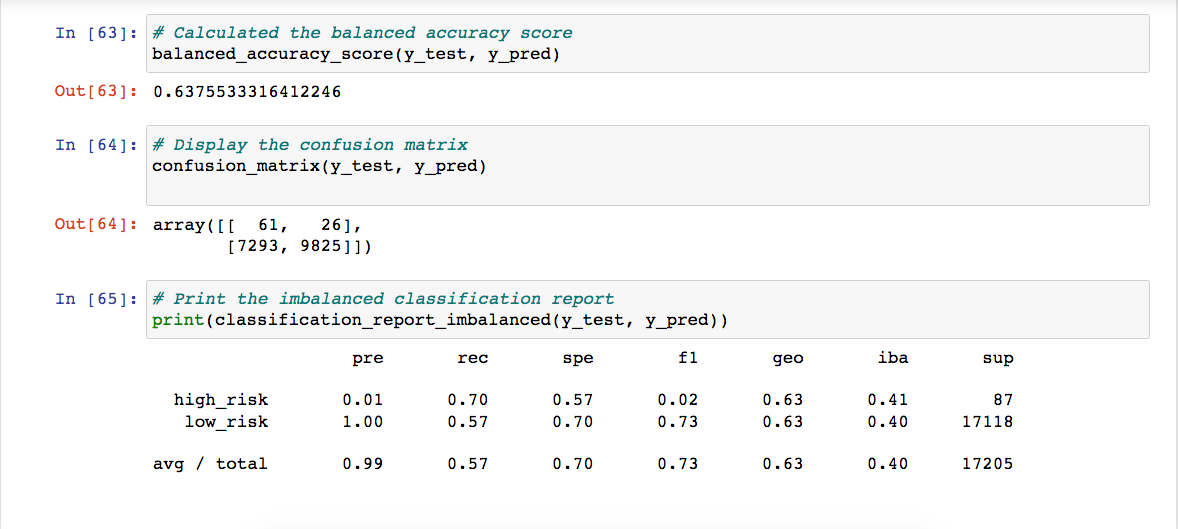 In [63]: # Calculated the balanced accuracy score
balanced_accuracy_score(y_test, y_pred)
Out[63]: 0.6375533316412246
In [64]: # Display the confusion matrix
confusion_matrix(y_test, y_pred)
Out[64]: array([[  61,   26],
       [7293, 9825]])
In [65]: # Print the imbalanced classification report
print(classification_report_imbalanced(y_test, y_pred))
pre rec spe f1 geo iba sup
high_risk 0.01 0.70 0.57 0.02 0.63 0.41 87
low_risk 1.00 0.57 0.70 0.73 0.63 0.40 17118
avg / total 0.99 0.57 0.70 0.73 0.63 0.40 17205